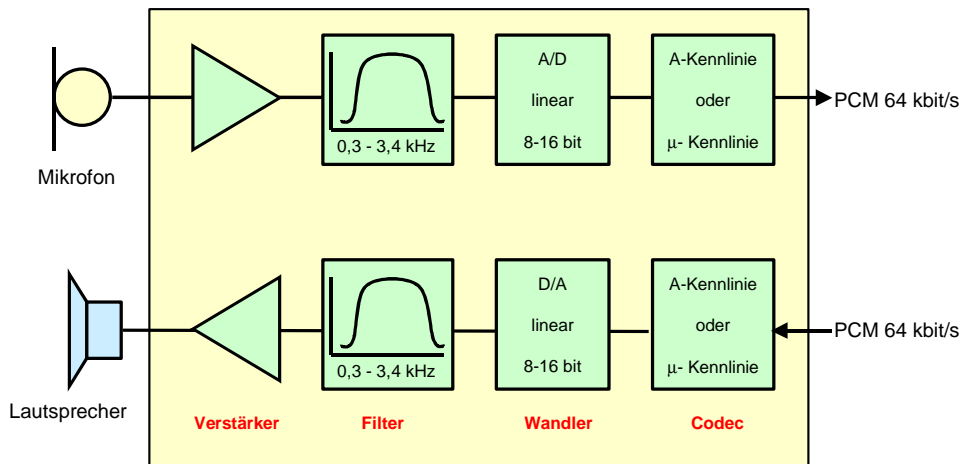 Mikrofon
0,3 - 3,4 kHz
A/D
linear
8-16 bit
A-Kennlinie
oder
μ- Kennlinie
PCM 64 kbit/s
Lautsprecher
0,3 - 3,4 kHz
D/A
linear
8-16 bit
A-Kennlinie
oder
μ- Kennlinie
PCM 64 kbit/s
Verstärker
Filter
Wandler
Codec